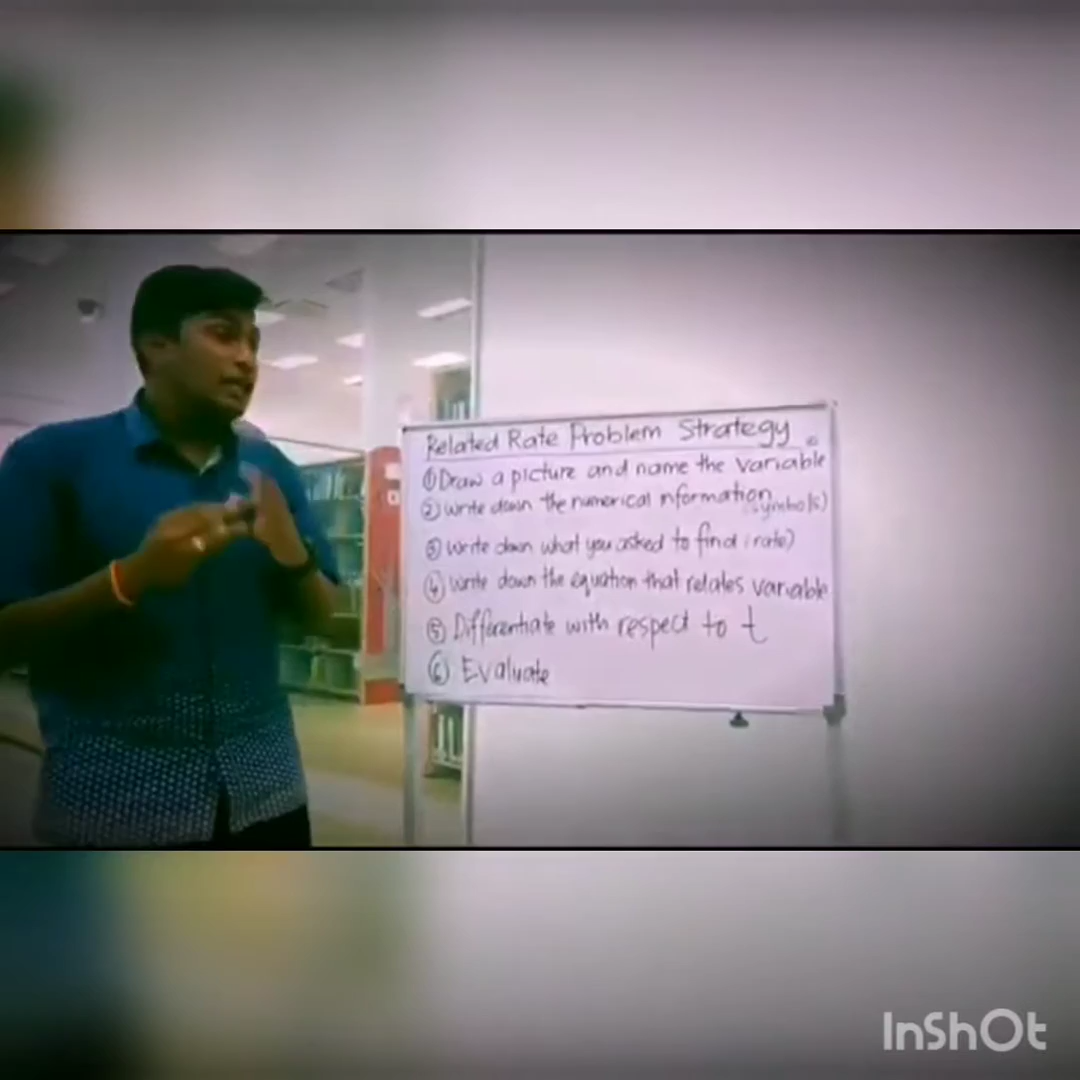 Related Rate Problem Strategy
① Draw a picture and name the variable
② Write down the numerical nformation
(symbols)
③ Write down what you asked to find (rate)
④ Write down the equation that relates variable
⑤ Differentiate with respect to t
⑥ Evaluate
InShOt